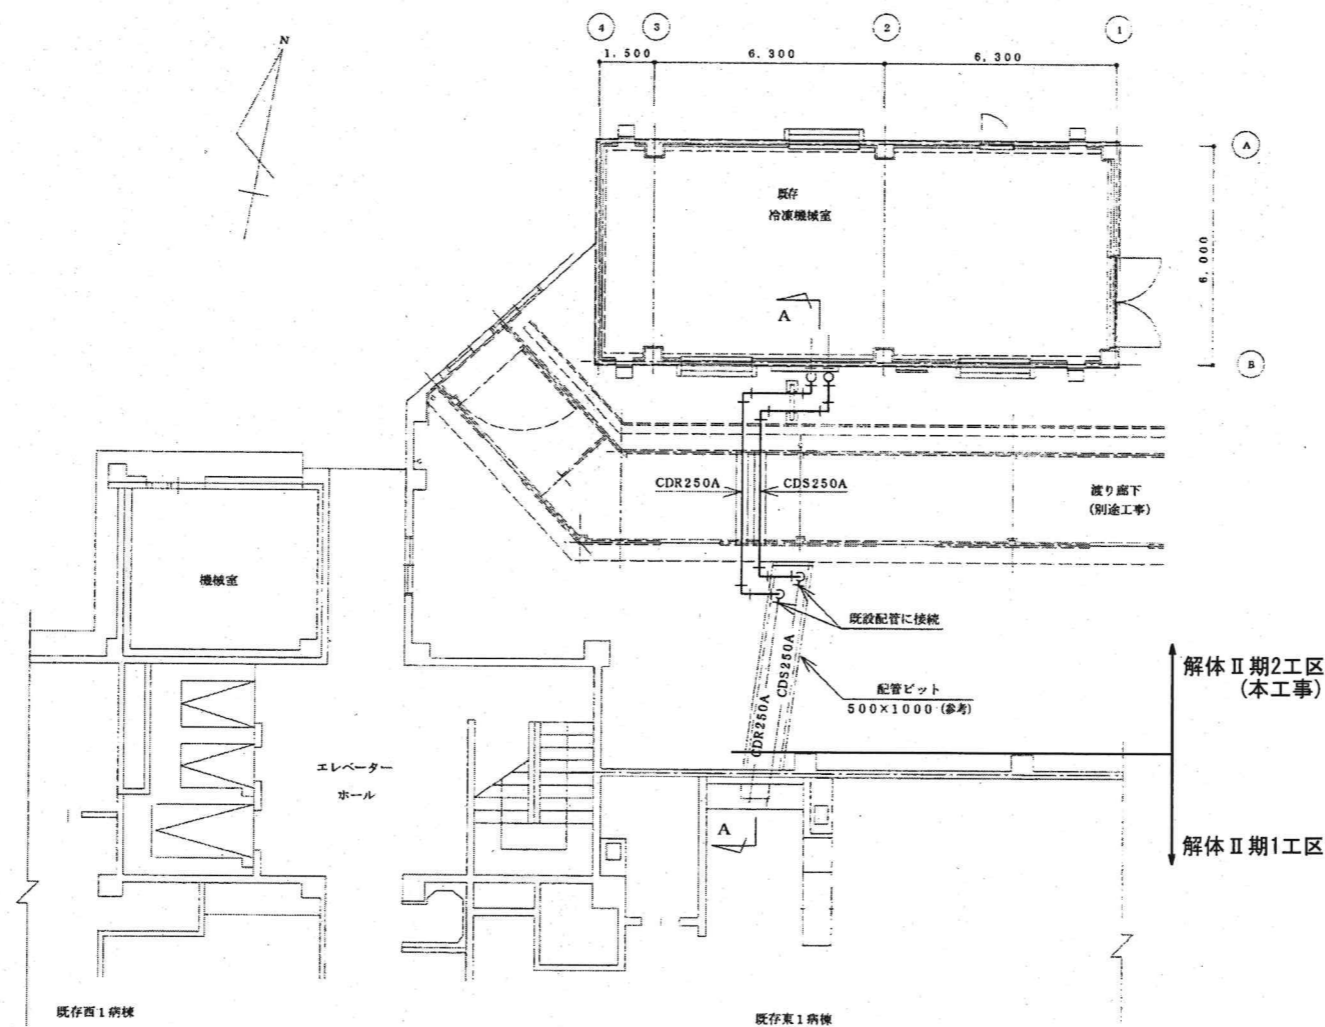 N
4
3
2
1
1,500
6,300
6,300
A
既存
冷凍機械室
6,000
A
B
CDR250A
CDS250A
渡り廊下
(別途工事)
機械室
既設配管に接続
CDS250A
CDR250A
配管ピット
500×1000 (参考)
解体Ⅱ期2工区
(本工事)
エレベーター
ホール
A
解体Ⅱ期1工区
既存西1病棟
既存東1病棟